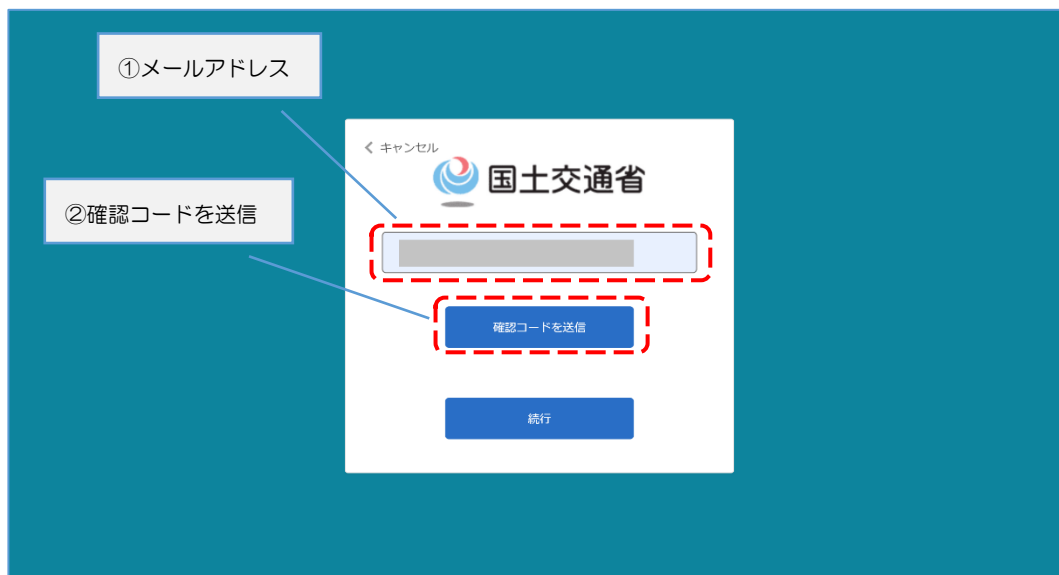 ①メールアドレス
②確認コードを送信
キャンセル
国土交通省
確認コードを送信
続行